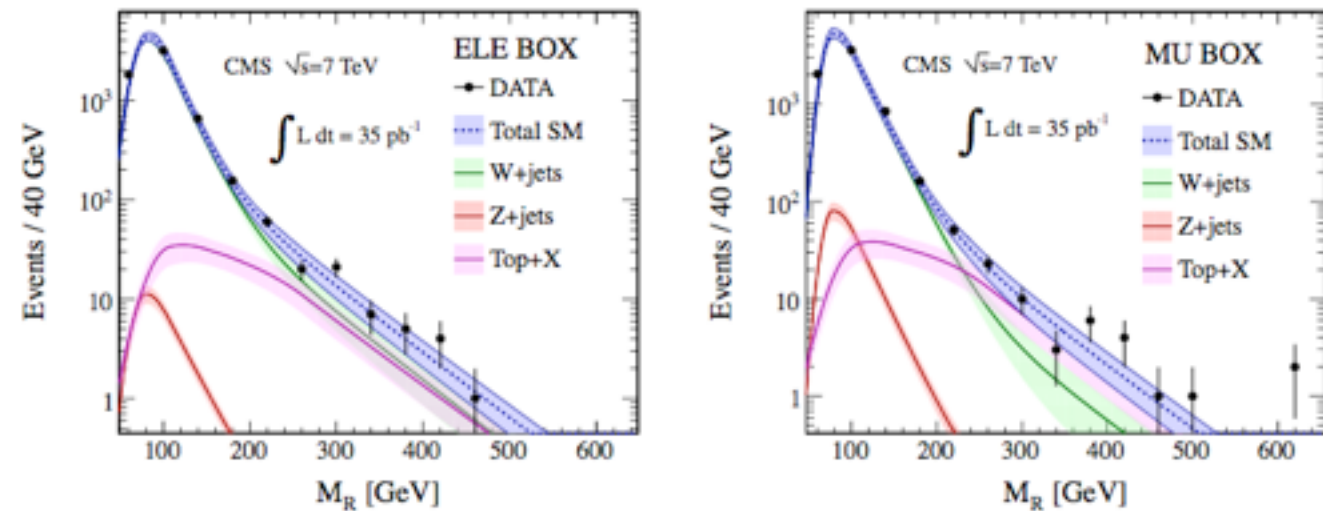 Events / 40 GeV
10³
10²
10
1
CMS √s=7 TeV
∫ L dt = 35 pb⁻¹
ELE BOX
DATA
Total SM
W+jets
Z+jets
Top+X
100 200 300 400 500 600
M_R [GeV]
Events / 40 GeV
10³
10²
10
1
CMS √s=7 TeV
∫ L dt = 35 pb⁻¹
MU BOX
DATA
Total SM
W+jets
Z+jets
Top+X
100 200 300 400 500 600
M_R [GeV]